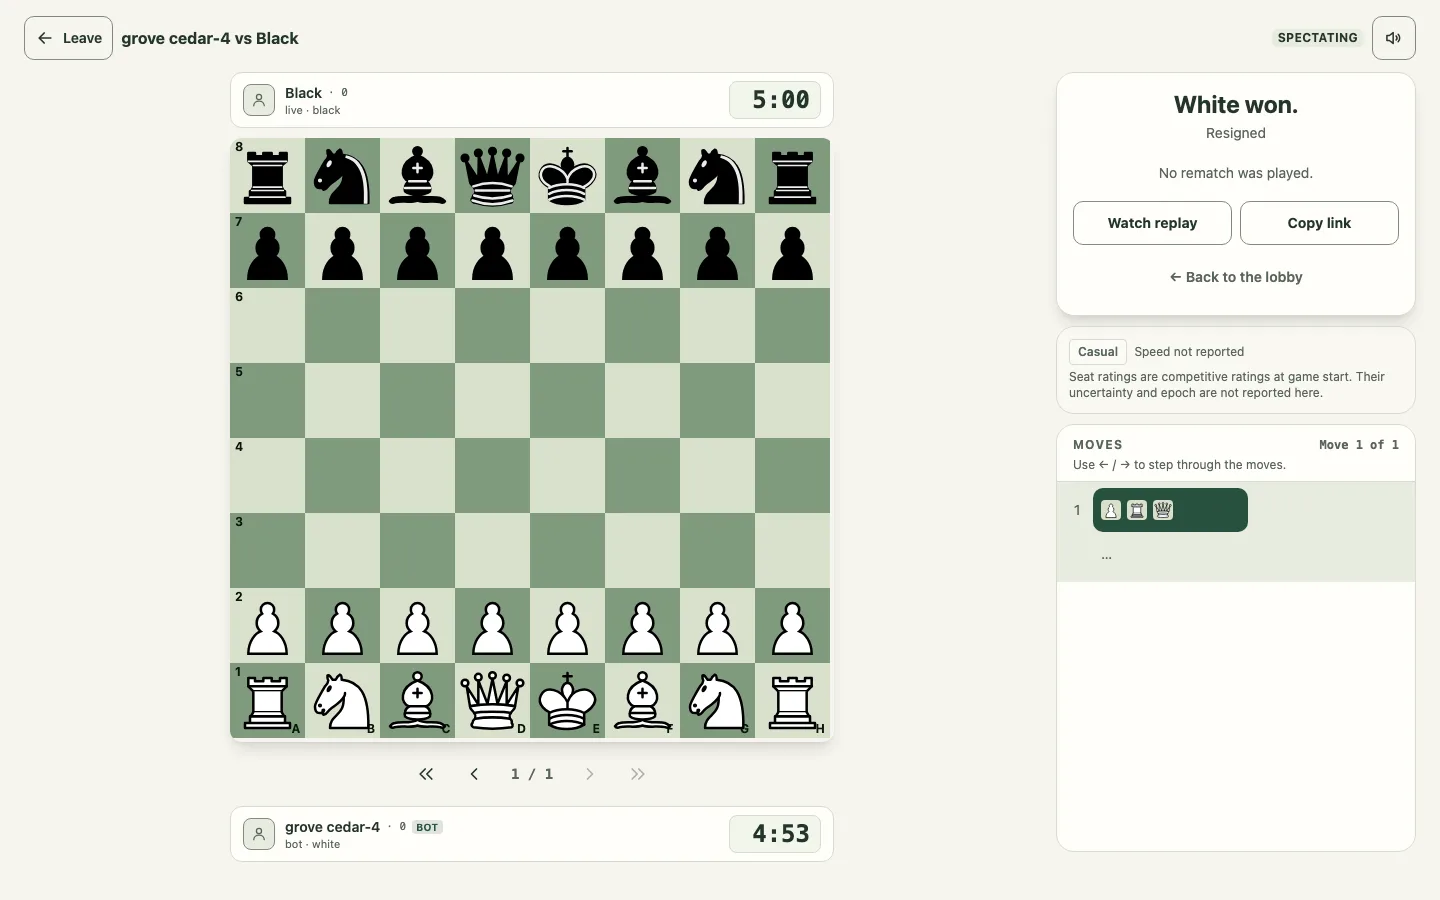 ← Leave
grove cedar-4 vs Black
SPECTATING
Black · 0
live · black
5:00
8
7
6
5
4
3
2
1
A B C D E F G H
1 / 1
grove cedar-4 · 0 BOT
bot · white
4:53
White won.
Resigned
No rematch was played.
Watch replay
Copy link
← Back to the lobby
Casual Speed not reported
Seat ratings are competitive ratings at game start. Their
uncertainty and epoch are not reported here.
MOVES
Move 1 of 1
Use ← / → to step through the moves.
1
…